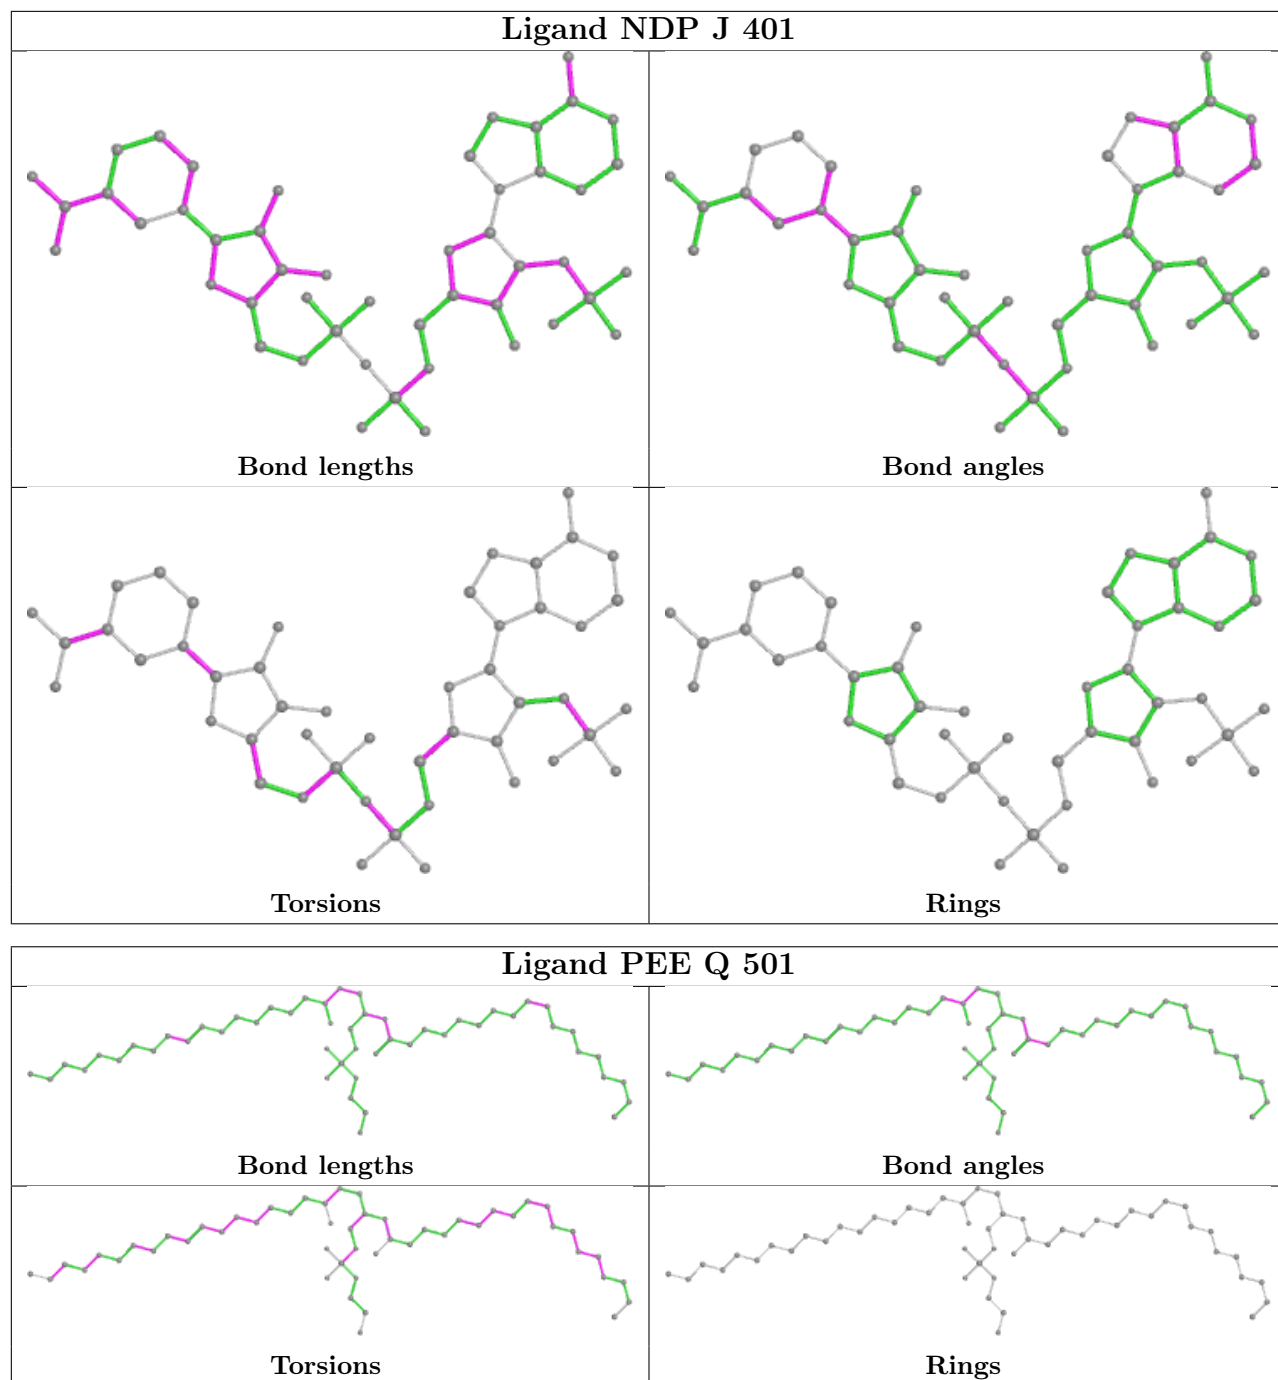 Ligand NDP J 401
Bond lengths
Bond angles
Torsions
Rings
Ligand PEE Q 501
Bond lengths
Bond angles
Torsions
Rings